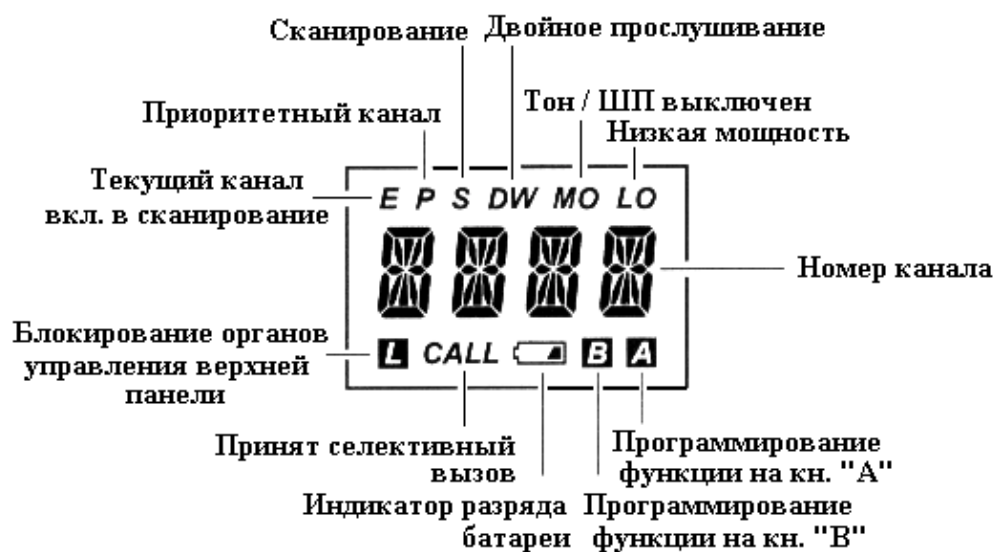 Сканирование Двойное прослушивание
Приоритетный канал
Тон / ШП выключен
Низкая мощность
Текущий канал
вкл. в сканирование
E P S DW MO LO
Номер канала
Блокирование органов
управления верхней
панели
L CALL B A
Принят селективный
вызов
Программирование
функции на кн. "А"
Индикатор разряда
батареи
Программирование
функции на кн. "В"